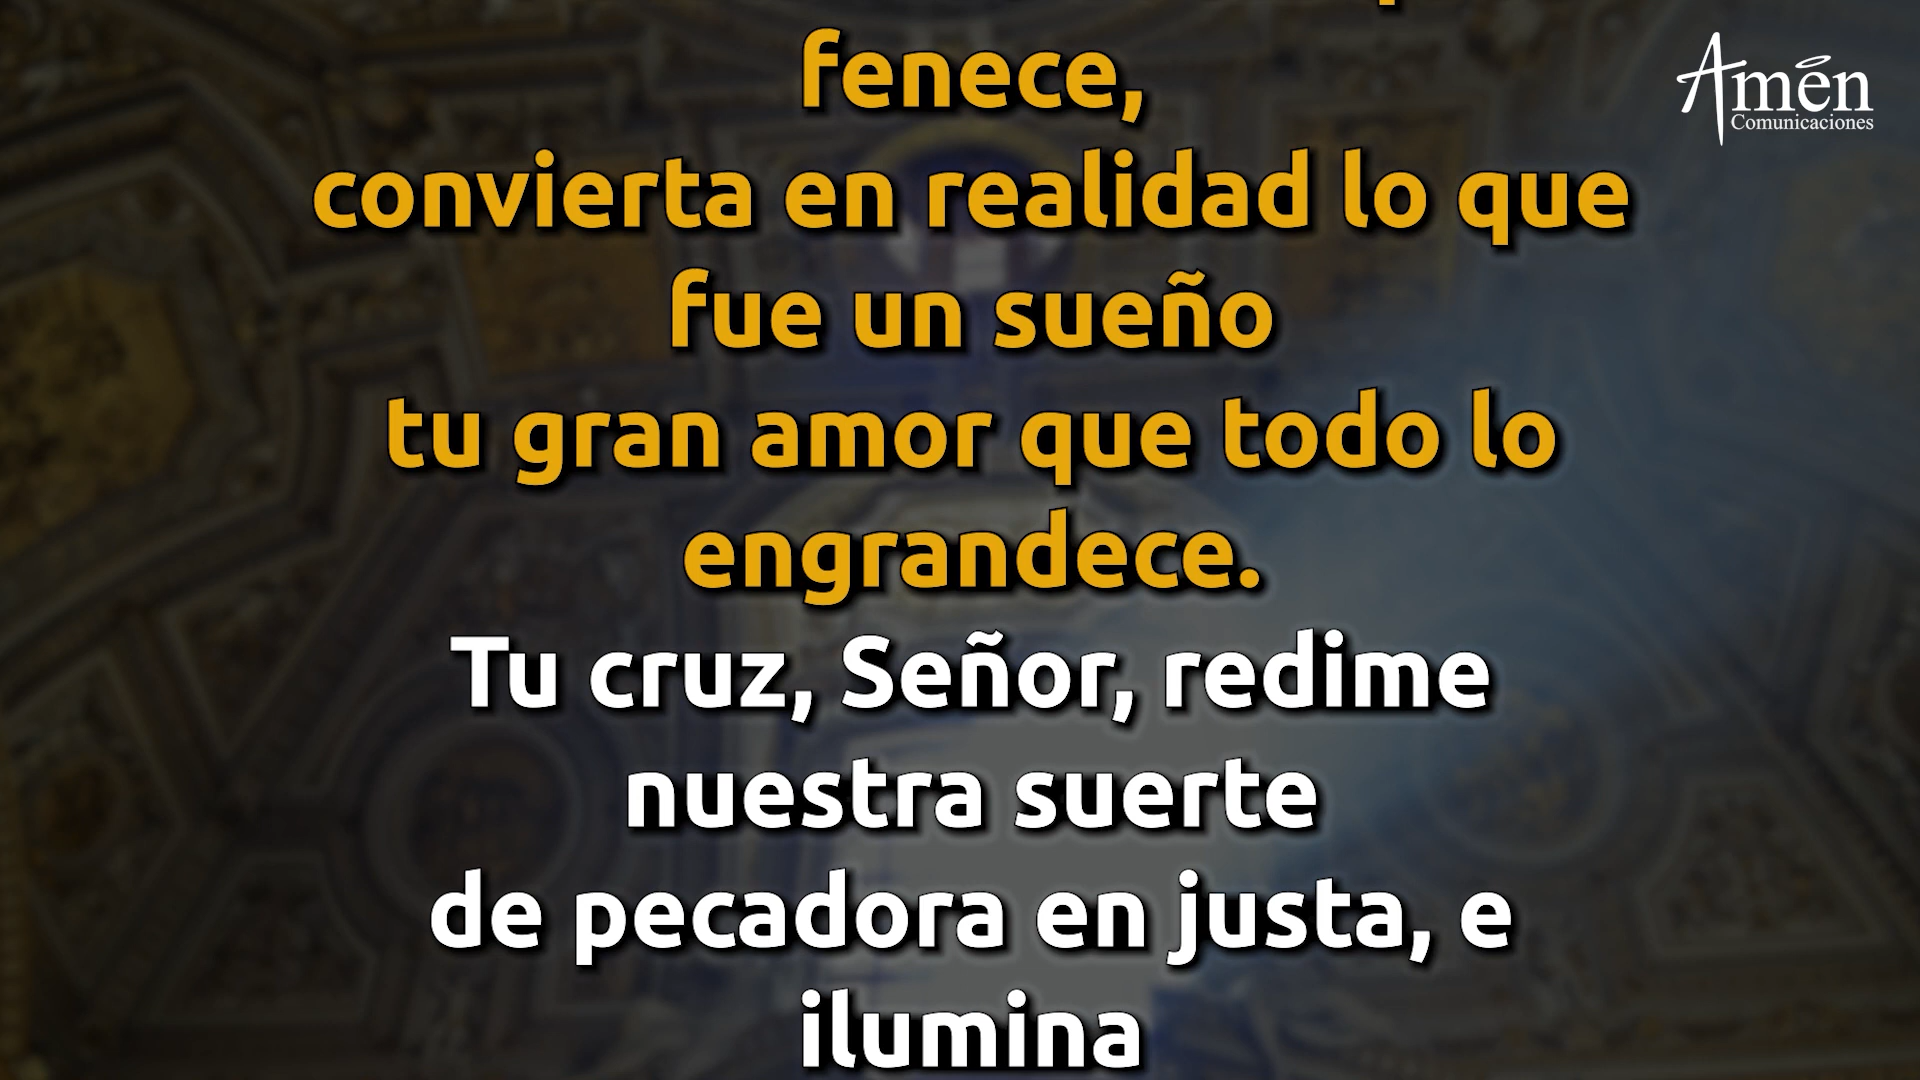 fenece,
convierta en realidad lo que
fue un sueño
tu gran amor que todo lo
engrandece.
Tu cruz, Señor, redime
nuestra suerte
de pecadora en justa, e
ilumina
Amén
Comunicaciones